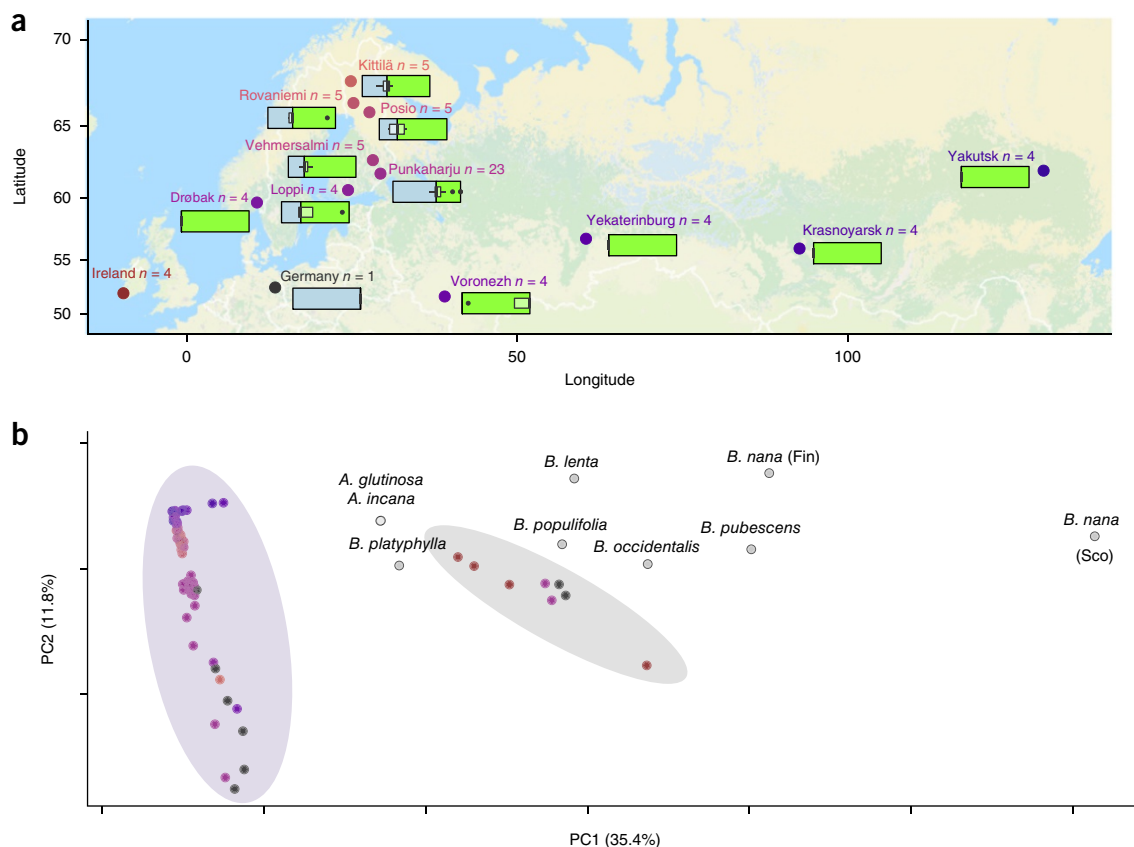 a
70
65
60
55
50
Latitude
Kittilä n = 5
Rovaniemi n = 5
Posio n = 5
Vehmersalmi n = 5
Punkaharju n = 23
Drøbak n = 4
Loppi n = 4
Yakutsk n = 4
Yekaterinburg n = 4
Krasnoyarsk n = 4
Ireland n = 4
Germany n = 1
Voronezh n = 4
0
50
100
Longitude
b
PC2 (11.8%)
A. glutinosa
A. incana
B. platyphylla
B. lenta
B. populifolia
B. occidentalis
B. nana (Fin)
B. pubescens
B. nana
(Sco)
PC1 (35.4%)